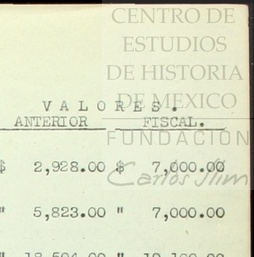 CENTRO DE
ESTUDIOS
DE HISTORIA
DE MEXICO
VALORES.
ANTERIOR FISCAL.
FUNDACIÓN
$ 2,928.00 $ 7,000.00
Carlos Slim
" 5,823.00 " 7,000.00